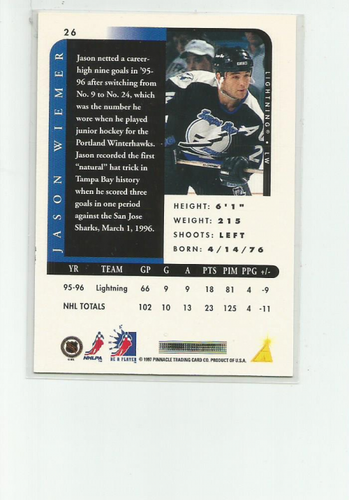 26
JASON WIEMER
Jason netted a career-
high nine goals in '95-
96 after switching from
No. 9 to No. 24, which
was the number he
wore when he played
junior hockey for the
Portland Winterhawks.
Jason recorded the first
"natural" hat trick in
Tampa Bay history
when he scored three
goals in one period
against the San Jose
Sharks, March 1, 1996.
LIGHTNING® • LW
HEIGHT: 6'1"
WEIGHT: 215
SHOOTS: LEFT
BORN: 4/14/76
YR TEAM GP G A PTS PIM PPG +/-
95-96 Lightning 66 9 9 18 81 4 -9
NHL TOTALS 102 10 13 23 125 4 -11
NHLPA
BE A PLAYER
© 1997 PINNACLE TRADING CARD CO. PRODUCT OF U.S.A.